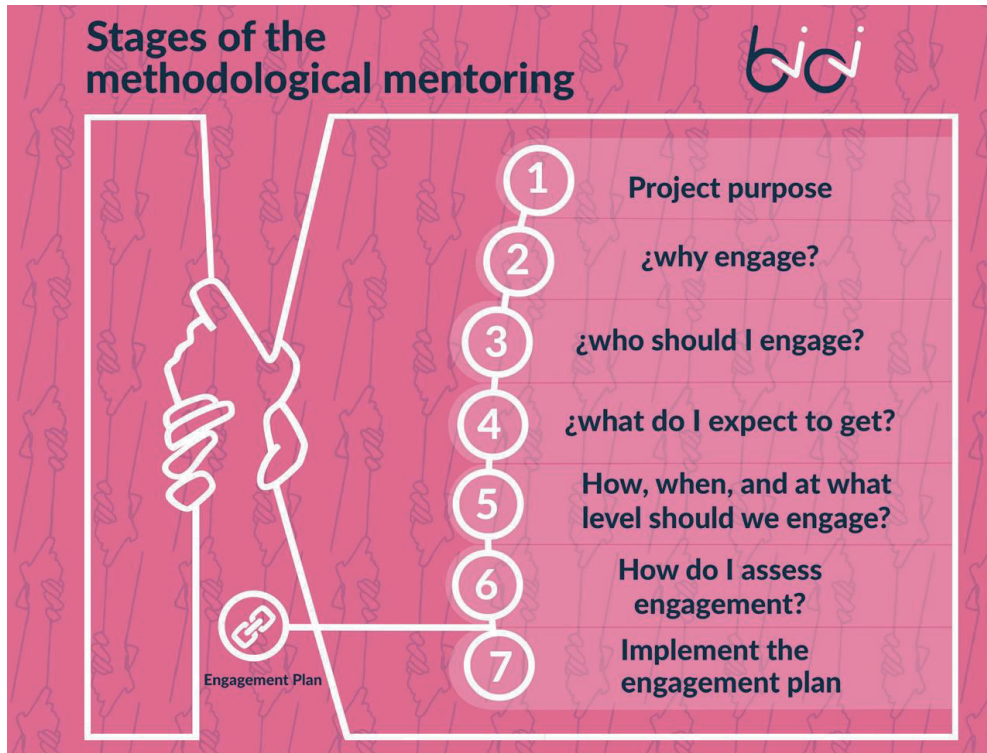 Stages of the
methodological mentoring
bioi
1
Project purpose
2
¿why engage?
3
¿who should I engage?
4
¿what do I expect to get?
5
How, when, and at what
level should we engage?
6
How do I assess
engagement?
7
Implement the
engagement plan
Engagement Plan